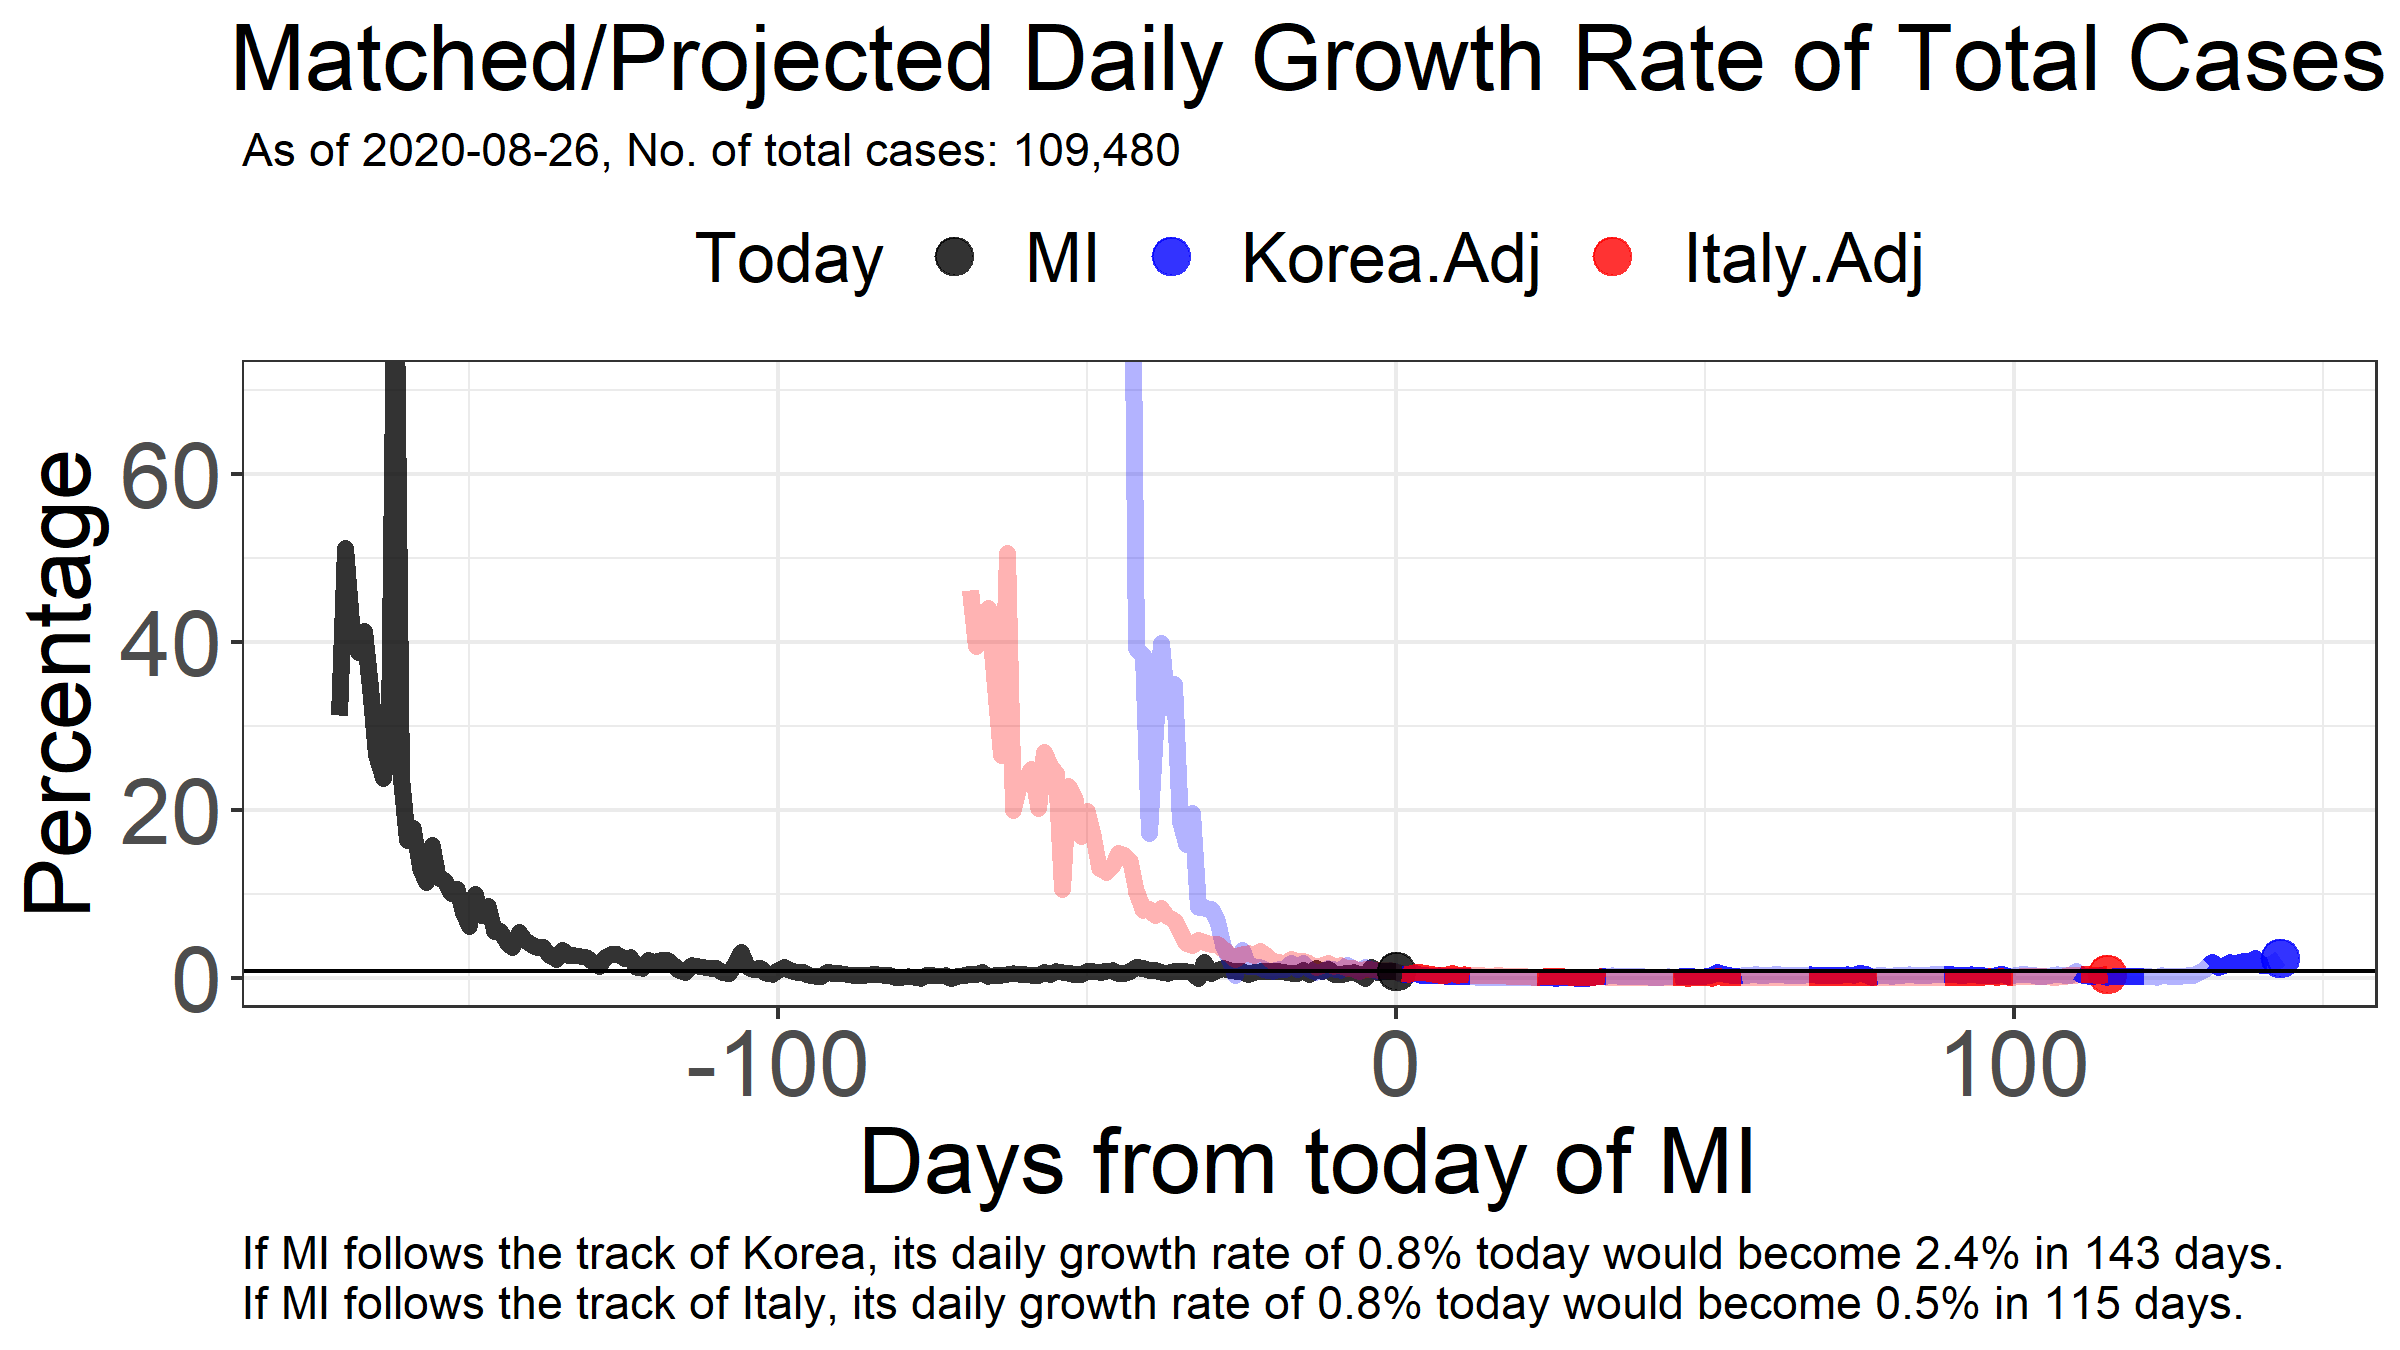 Matched/Projected Daily Growth Rate of Total Cases
As of 2020-08-26, No. of total cases: 109,480
Today MI Korea.Adj Italy.Adj
Percentage
60
40
20
0
-100 0 100
Days from today of MI
If MI follows the track of Korea, its daily growth rate of 0.8% today would become 2.4% in 143 days.
If MI follows the track of Italy, its daily growth rate of 0.8% today would become 0.5% in 115 days.